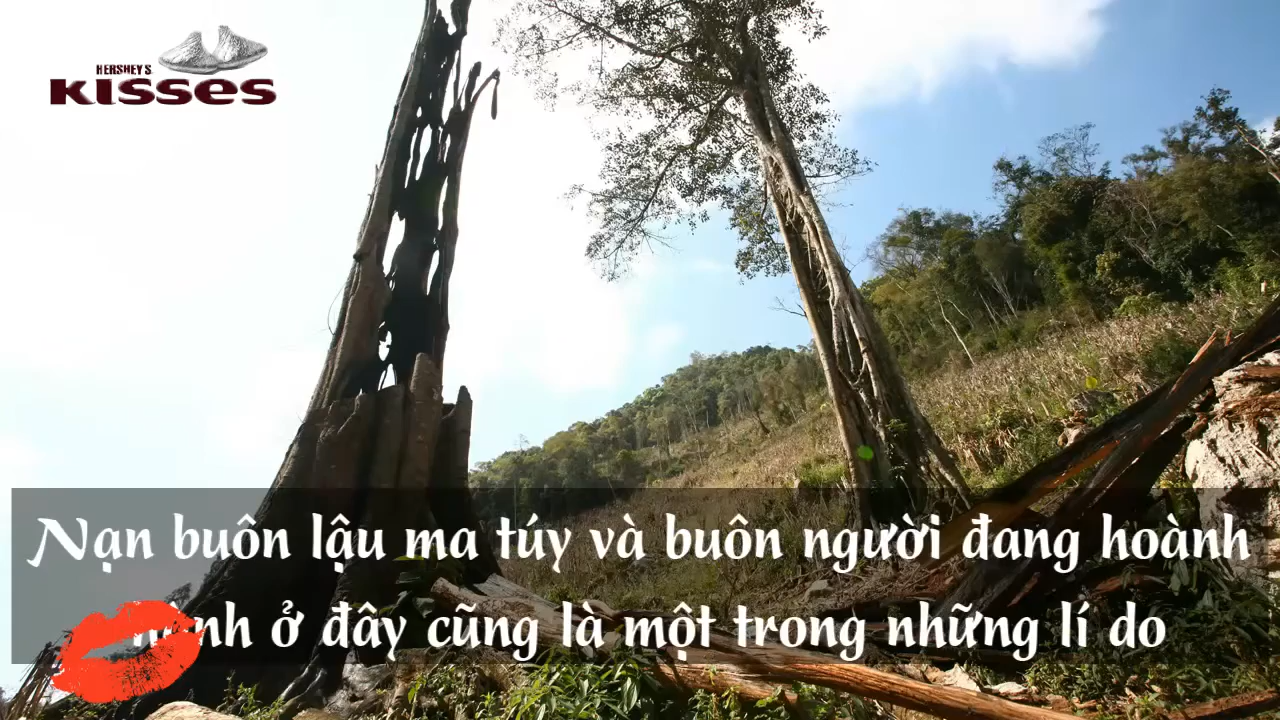 HERSHEY'S
KISSES
Nạn buôn lậu ma túy và buôn người đang hoành
ở đây cũng là một trong những lí do